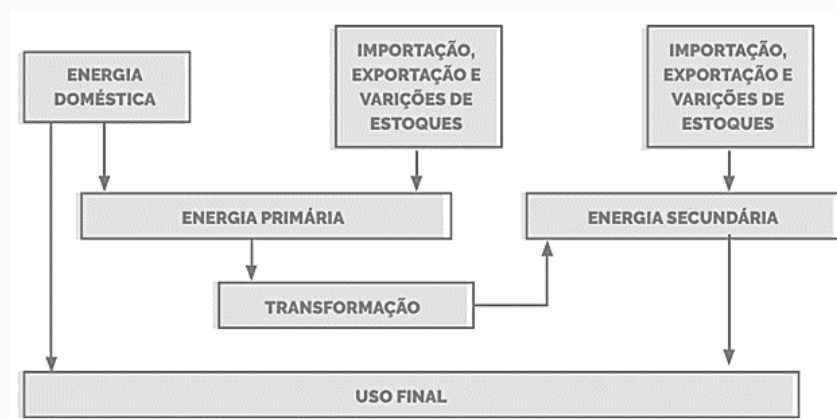 ENERGIA
DOMÉSTICA
IMPORTAÇÃO,
EXPORTAÇÃO E
VARIÇÕES DE
ESTOQUES
IMPORTAÇÃO,
EXPORTAÇÃO E
VARIÇÕES DE
ESTOQUES
ENERGIA PRIMÁRIA
ENERGIA SECUNDÁRIA
TRANSFORMAÇÃO
USO FINAL